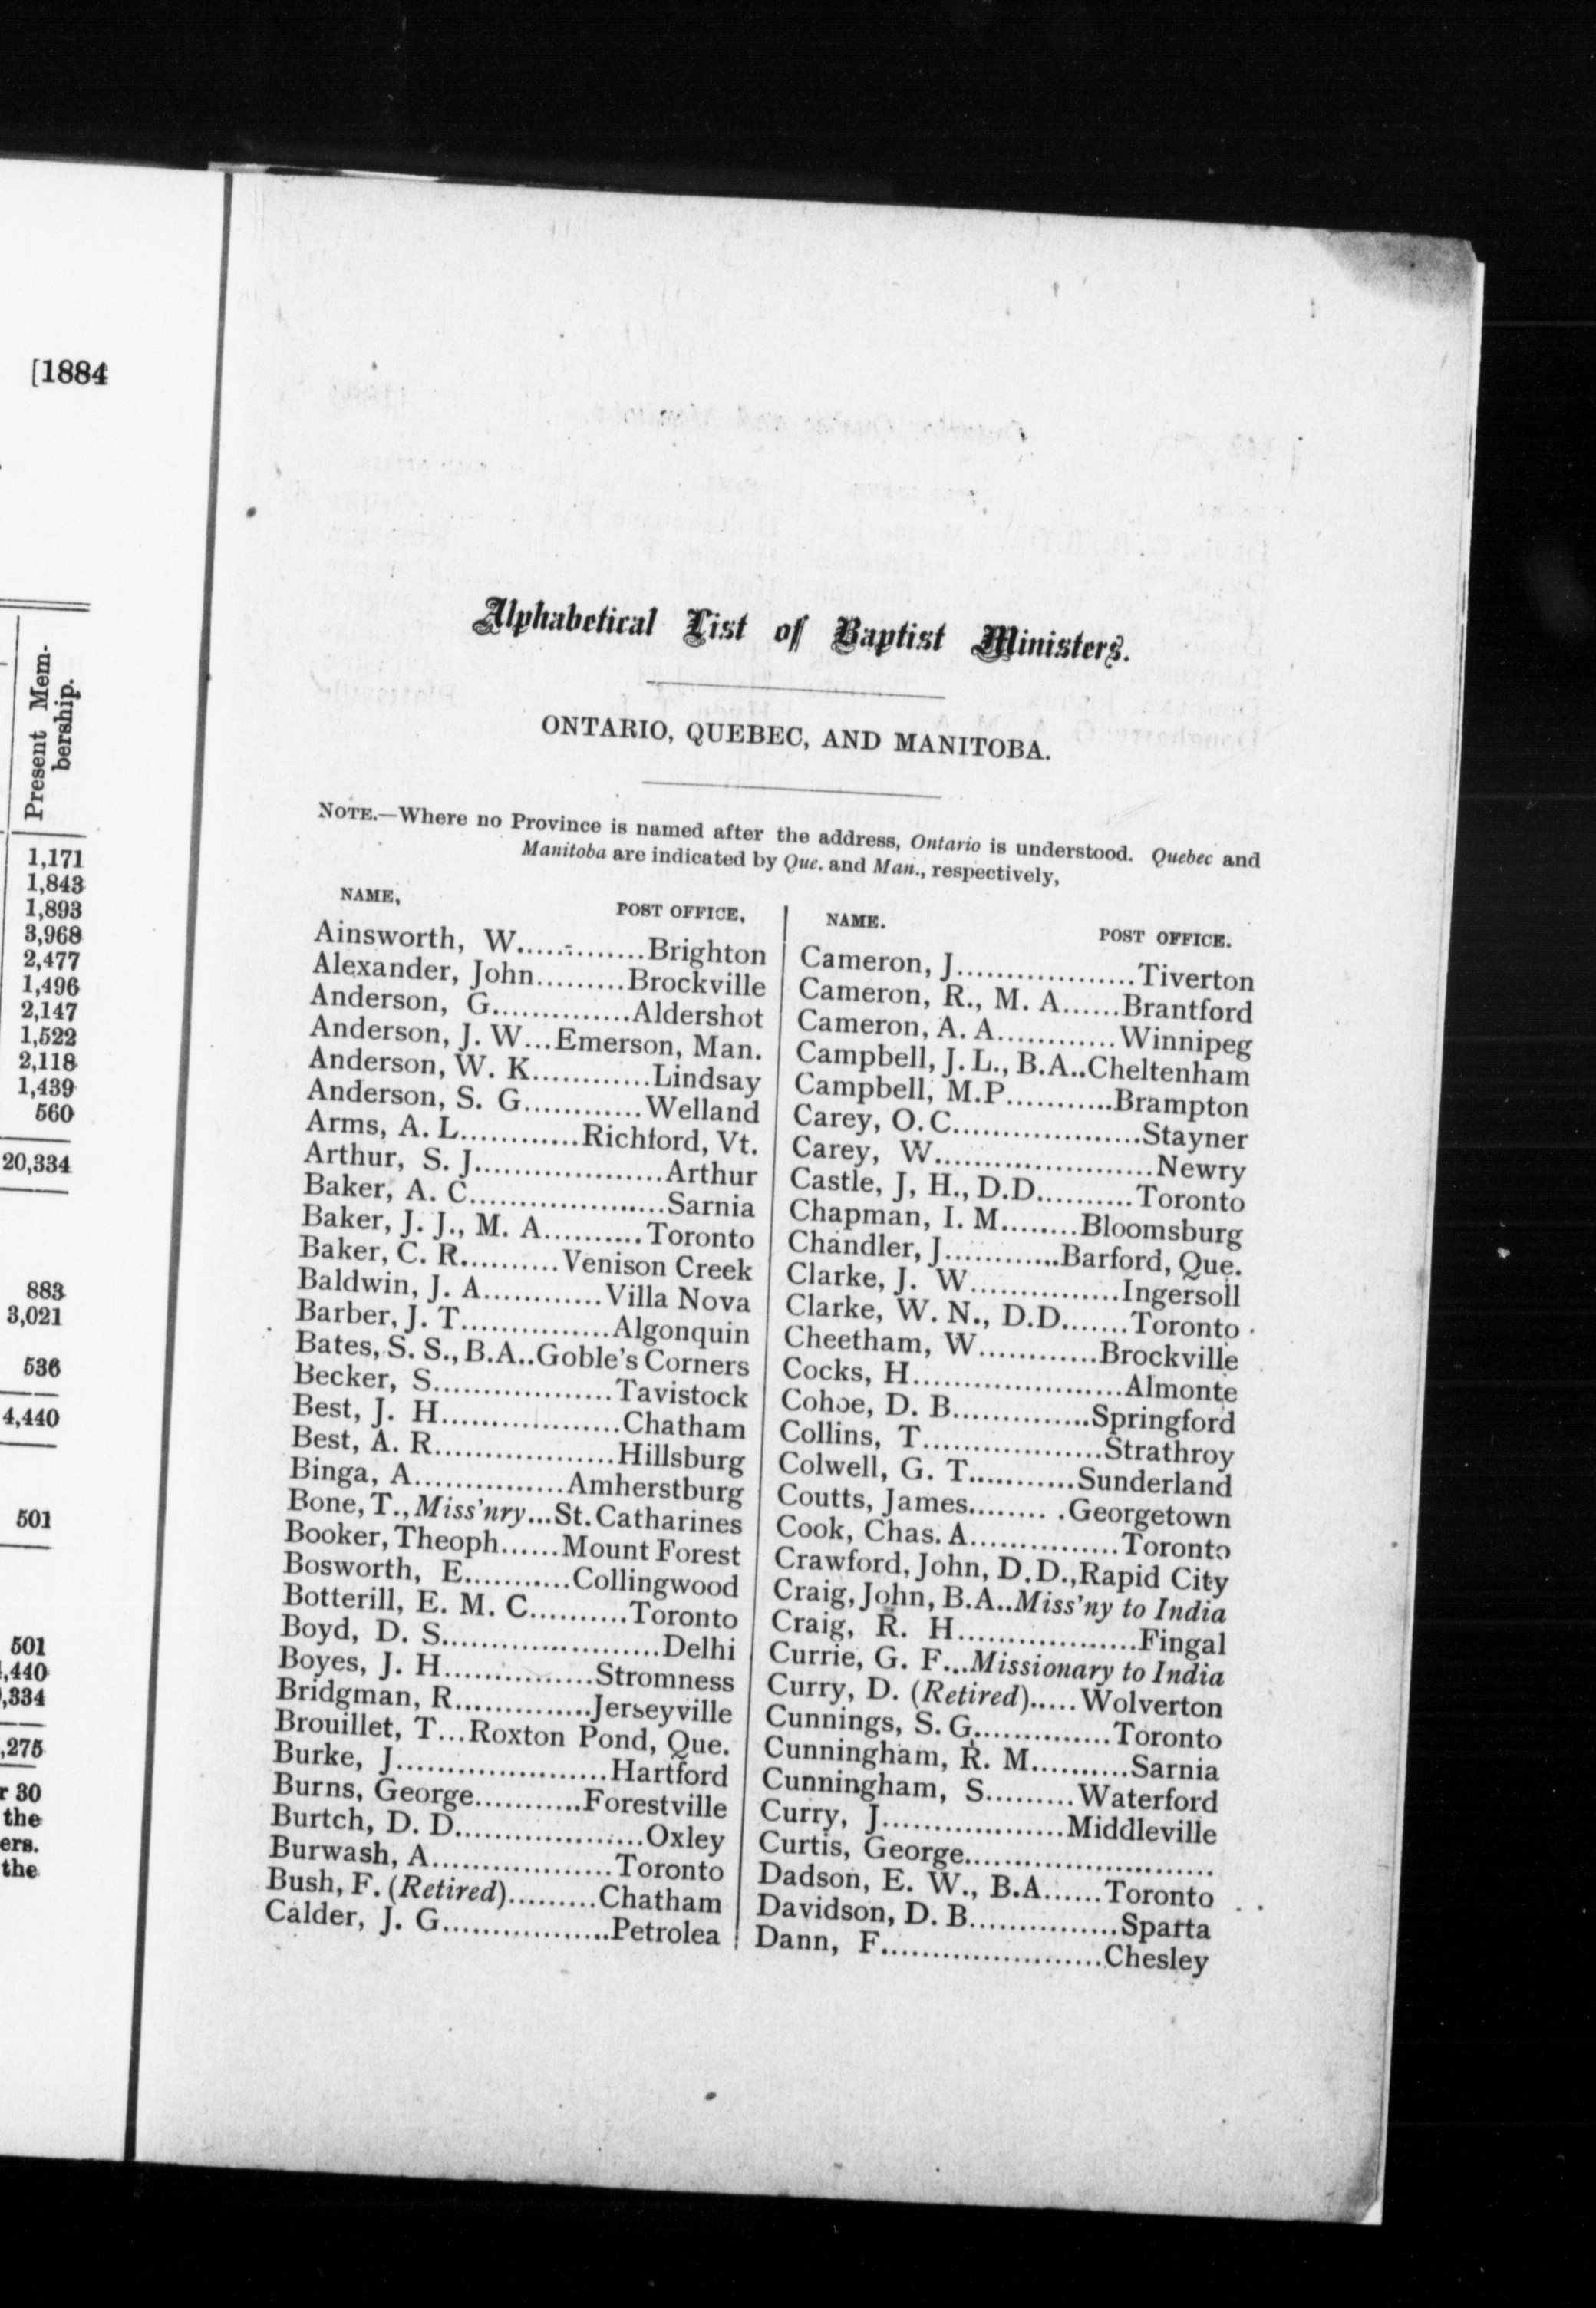 [1884
Present Mem-
bership.
1,171
1,843
1,893
3,968
2,477
1,496
2,147
1,522
2,118
1,439
560
20,334
883
3,021
536
4,440
501
501
,440
,334
,275
r 30
the
ers.
the
Alphabetical List of Baptist Ministers.
ONTARIO, QUEBEC, AND MANITOBA.
NOTE.—Where no Province is named after the address, Ontario is understood. Quebec and
Manitoba are indicated by Que. and Man., respectively,
NAME, POST OFFICE,
Ainsworth, W.............Brighton
Alexander, John.........Brockville
Anderson, G..............Aldershot
Anderson, J. W...Emerson, Man.
Anderson, W. K............Lindsay
Anderson, S. G............Welland
Arms, A. L............Richford, Vt.
Arthur, S. J...................Arthur
Baker, A. C....................Sarnia
Baker, J. J., M. A..........Toronto
Baker, C. R..........Venison Creek
Baldwin, J. A............Villa Nova
Barber, J. T...............Algonquin
Bates, S. S., B.A..Goble's Corners
Becker, S..................Tavistock
Best, J. H..................Chatham
Best, A. R..................Hillsburg
Binga, A...............Amherstburg
Bone, T., Miss'nry...St. Catharines
Booker, Theoph......Mount Forest
Bosworth, E...........Collingwood
Botterill, E. M. C..........Toronto
Boyd, D. S......................Delhi
Boyes, J. H...............Stromness
Bridgman, R..............Jerseyville
Brouillet, T...Roxton Pond, Que.
Burke, J.....................Hartford
Burns, George...........Forestville
Burtch, D. D...................Oxley
Burwash, A..................Toronto
Bush, F. (Retired).........Chatham
Calder, J. G.................Petrolea
NAME. POST OFFICE.
Cameron, J..................Tiverton
Cameron, R., M. A......Brantford
Cameron, A. A............Winnipeg
Campbell, J. L., B.A..Cheltenham
Campbell, M.P...........Brampton
Carey, O. C...................Stayner
Carey, W......................Newry
Castle, J, H., D.D..........Toronto
Chapman, I. M........Bloomsburg
Chandler, J............Barford, Que.
Clarke, J. W...............Ingersoll
Clarke, W. N., D.D.......Toronto
Cheetham, W............Brockville
Cocks, H.....................Almonte
Cohoe, D. B..............Springford
Collins, T..................Strathroy
Colwell, G. T...........Sunderland
Coutts, James........ .Georgetown
Cook, Chas. A...............Toronto
Crawford, John, D.D.,Rapid City
Craig, John, B.A..Miss'ny to India
Craig, R. H..................Fingal
Currie, G. F...Missionary to India
Curry, D. (Retired).....Wolverton
Cunnings, S. G..............Toronto
Cunningham, R. M..........Sarnia
Cunningham, S.........Waterford
Curry, J..................Middleville
Curtis, George.........................
Dadson, E. W., B.A......Toronto
Davidson, D. B...............Sparta
Dann, F......................Chesley